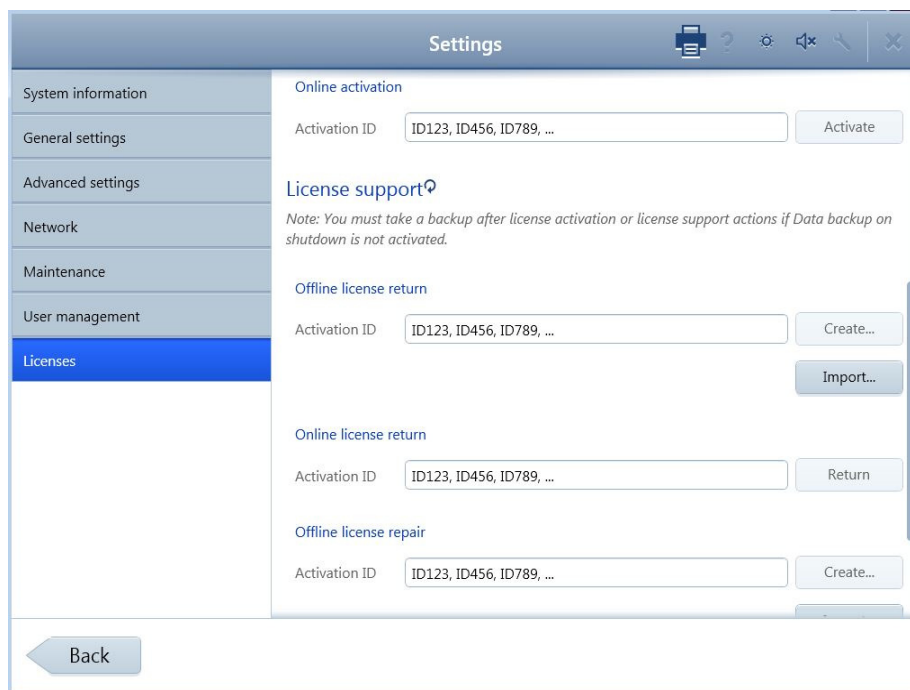 Settings
?
System information
General settings
Advanced settings
Network
Maintenance
User management
Licenses
Online activation
Activation ID
ID123, ID456, ID789, ...
Activate
License support
Note: You must take a backup after license activation or license support actions if Data backup on
shutdown is not activated.
Offline license return
Activation ID
ID123, ID456, ID789, ...
Create...
Import...
Online license return
Activation ID
ID123, ID456, ID789, ...
Return
Offline license repair
Activation ID
ID123, ID456, ID789, ...
Create...
Back